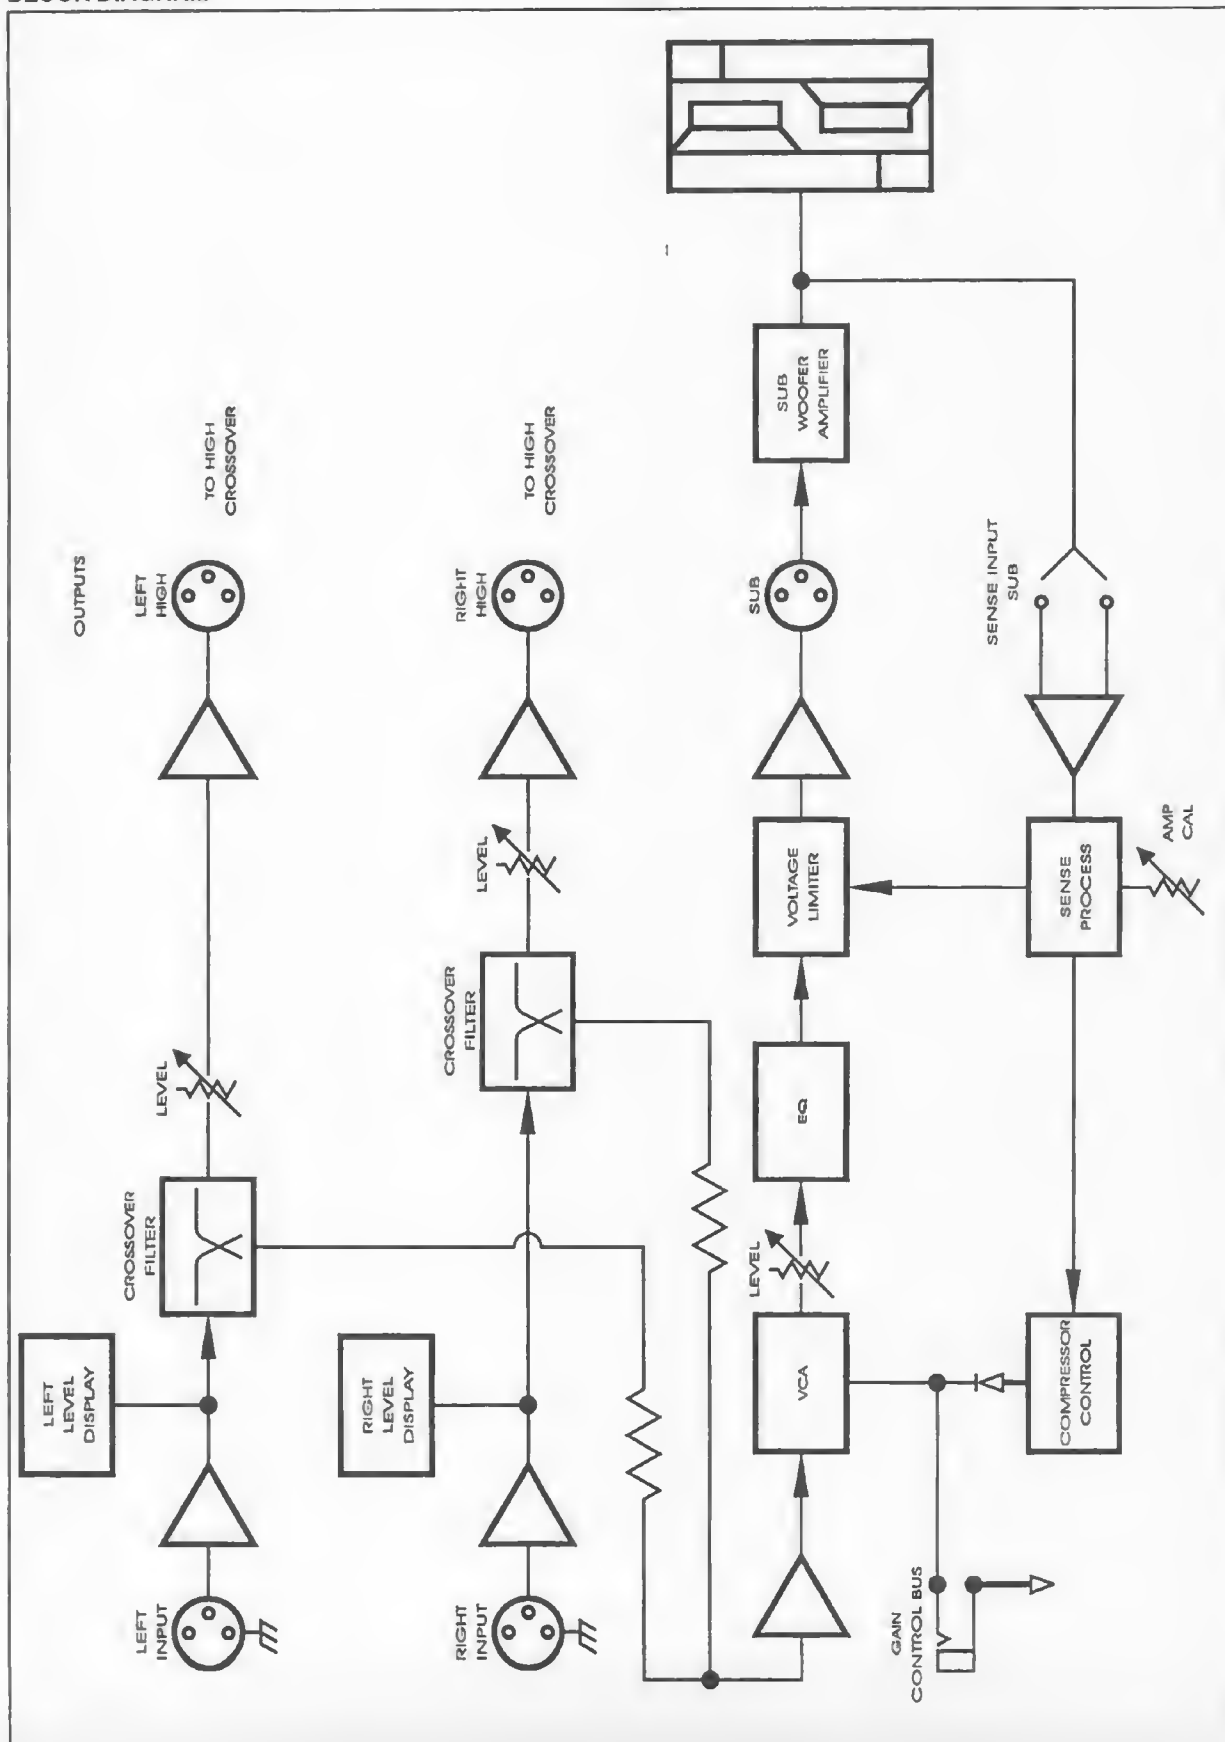 BLOCK DIAGRAM
OUTPUTS
LEFT
INPUT
LEFT
LEVEL
DISPLAY
CROSSOVER
FILTER
LEVEL
LEFT
HIGH
TO HIGH
CROSSOVER
RIGHT
INPUT
RIGHT
LEVEL
DISPLAY
CROSSOVER
FILTER
LEVEL
RIGHT
HIGH
TO HIGH
CROSSOVER
VCA
LEVEL
EQ
VOLTAGE
LIMITER
SUB
SUB
WOOFER
AMPLIFIER
GAIN
CONTROL BUS
COMPRESSOR
CONTROL
SENSE
PROCESS
AMP
CAL
SENSE INPUT
SUB